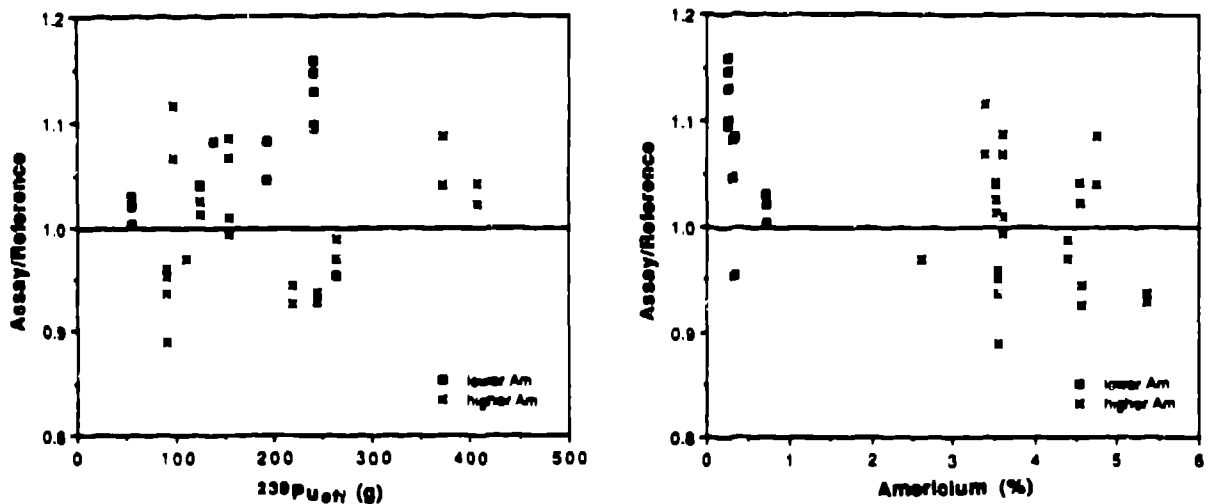 1.2
1.1
1.0
0.9
0.8
Assay/Reference
0 100 200 300 400 500
239Pueff (g)
lower Am
higher Am
1.2
1.1
1.0
0.9
0.8
Assay/Reference
0 1 2 3 4 5 6
Americium (%)
lower Am
higher Am